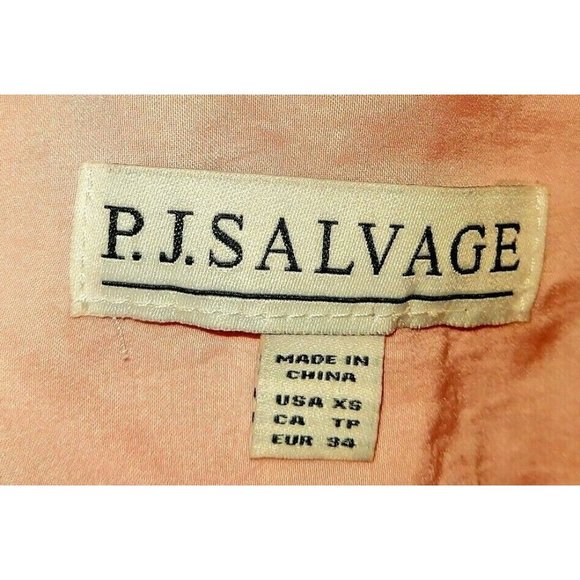 P.J.SALVAGE
MADE IN
CHINA
USA XS
CA TP
EUR 34